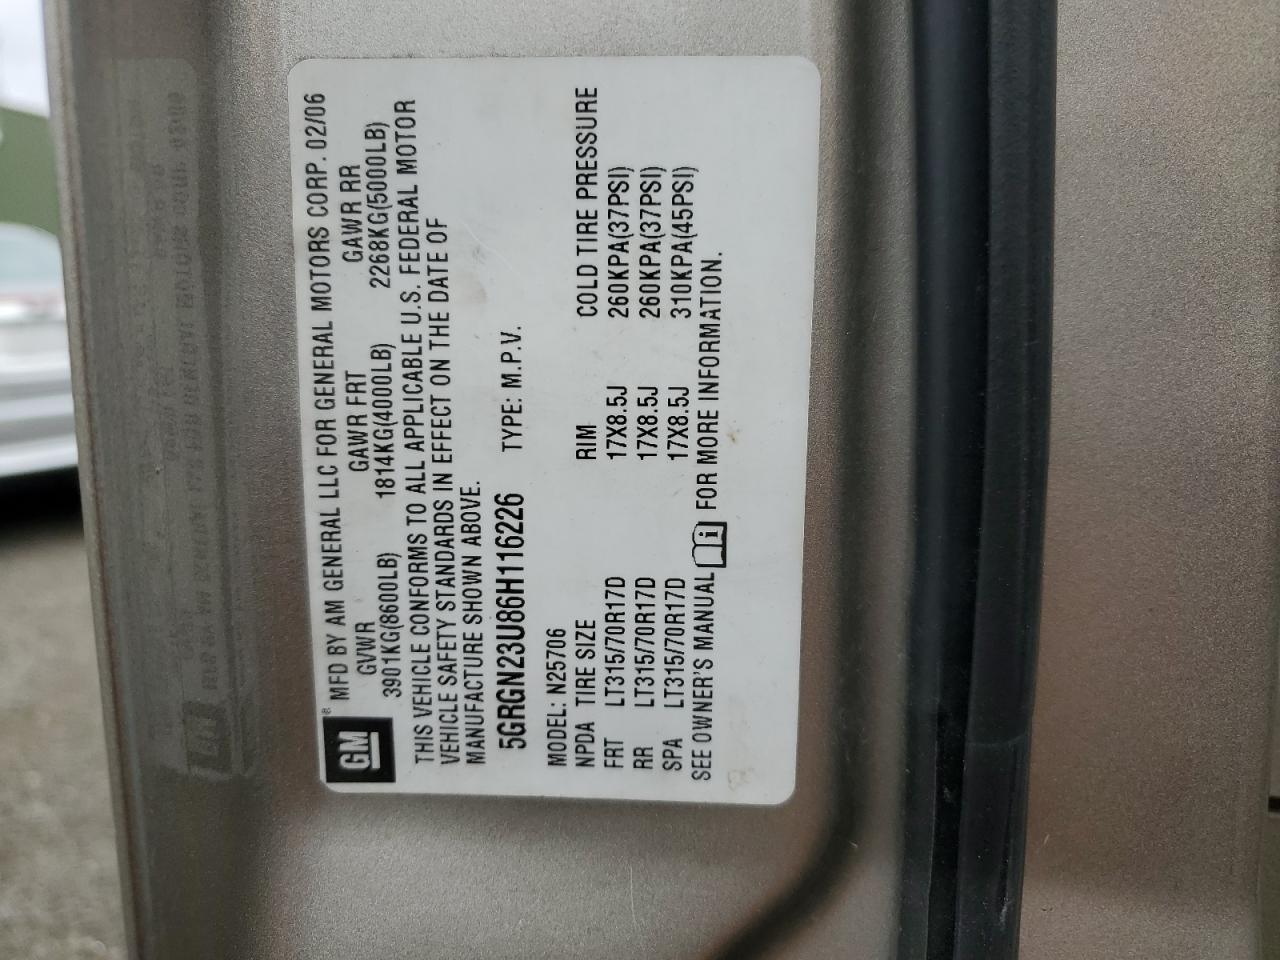 GM ® MFD BY AM GENERAL LLC FOR GENERAL MOTORS CORP. 02/06
GVWR GAWR FRT GAWR RR
3901KG(8600LB) 1814KG(4000LB) 2268KG(5000LB)
THIS VEHICLE CONFORMS TO ALL APPLICABLE U.S. FEDERAL MOTOR
VEHICLE SAFETY STANDARDS IN EFFECT ON THE DATE OF
MANUFACTURE SHOWN ABOVE.
5GRGN23U86H116226 TYPE: M.P.V.
MODEL: N25706
NPDA TIRE SIZE RIM COLD TIRE PRESSURE
FRT LT315/70R17D 17X8.5J 260KPA(37PSI)
RR LT315/70R17D 17X8.5J 260KPA(37PSI)
SPA LT315/70R17D 17X8.5J 310KPA(45PSI)
SEE OWNER'S MANUAL i FOR MORE INFORMATION.